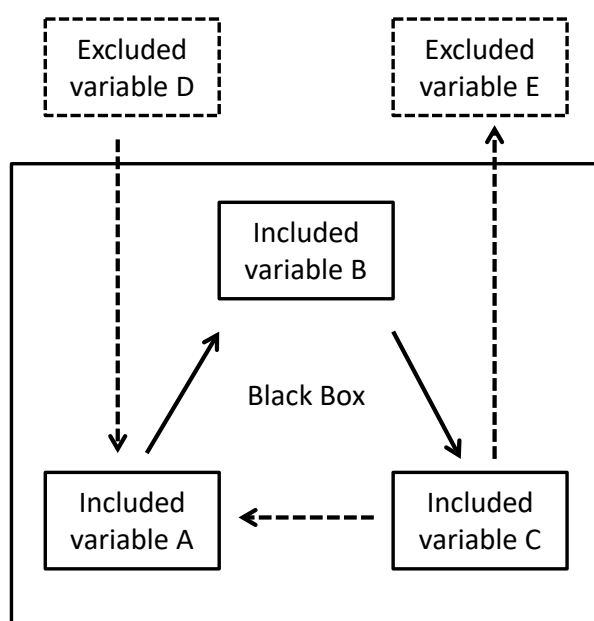 Excluded
variable D
Excluded
variable E
Included
variable B
Black Box
Included
variable A
Included
variable C